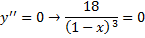 y′′ = 0 → 18/(1 − x)³ = 0